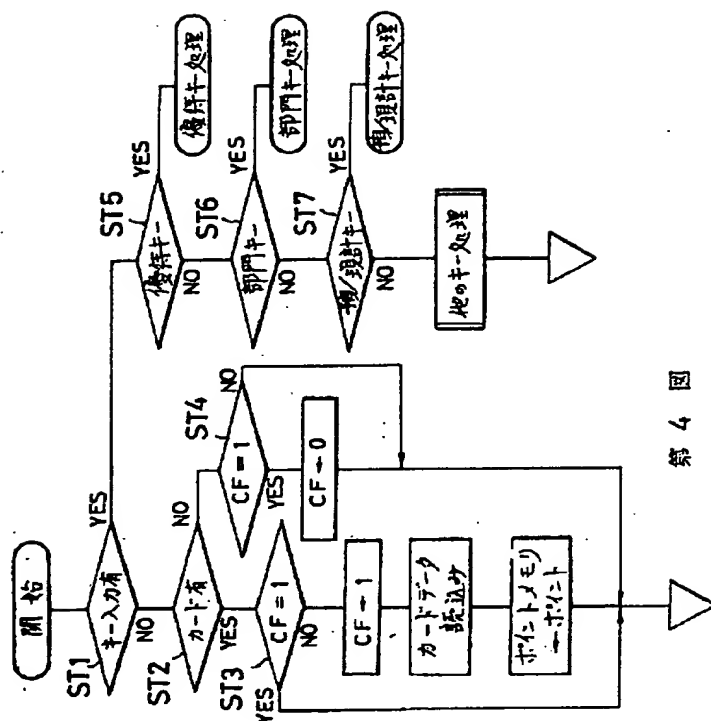 開始
ST1
キー入力有
YES
NO
ST2
カード有
NO
YES
ST3
CF=1
YES
NO
CF←1
カードデータ
読込み
ポイントメモリ
←ポイント
ST4
CF=1
NO
YES
CF←0
ST5
優待キー
YES
優待キー処理
NO
ST6
部門キー
YES
部門キー処理
NO
ST7
預/現計キー
YES
預/現計キー処理
NO
他のキー処理
第4図